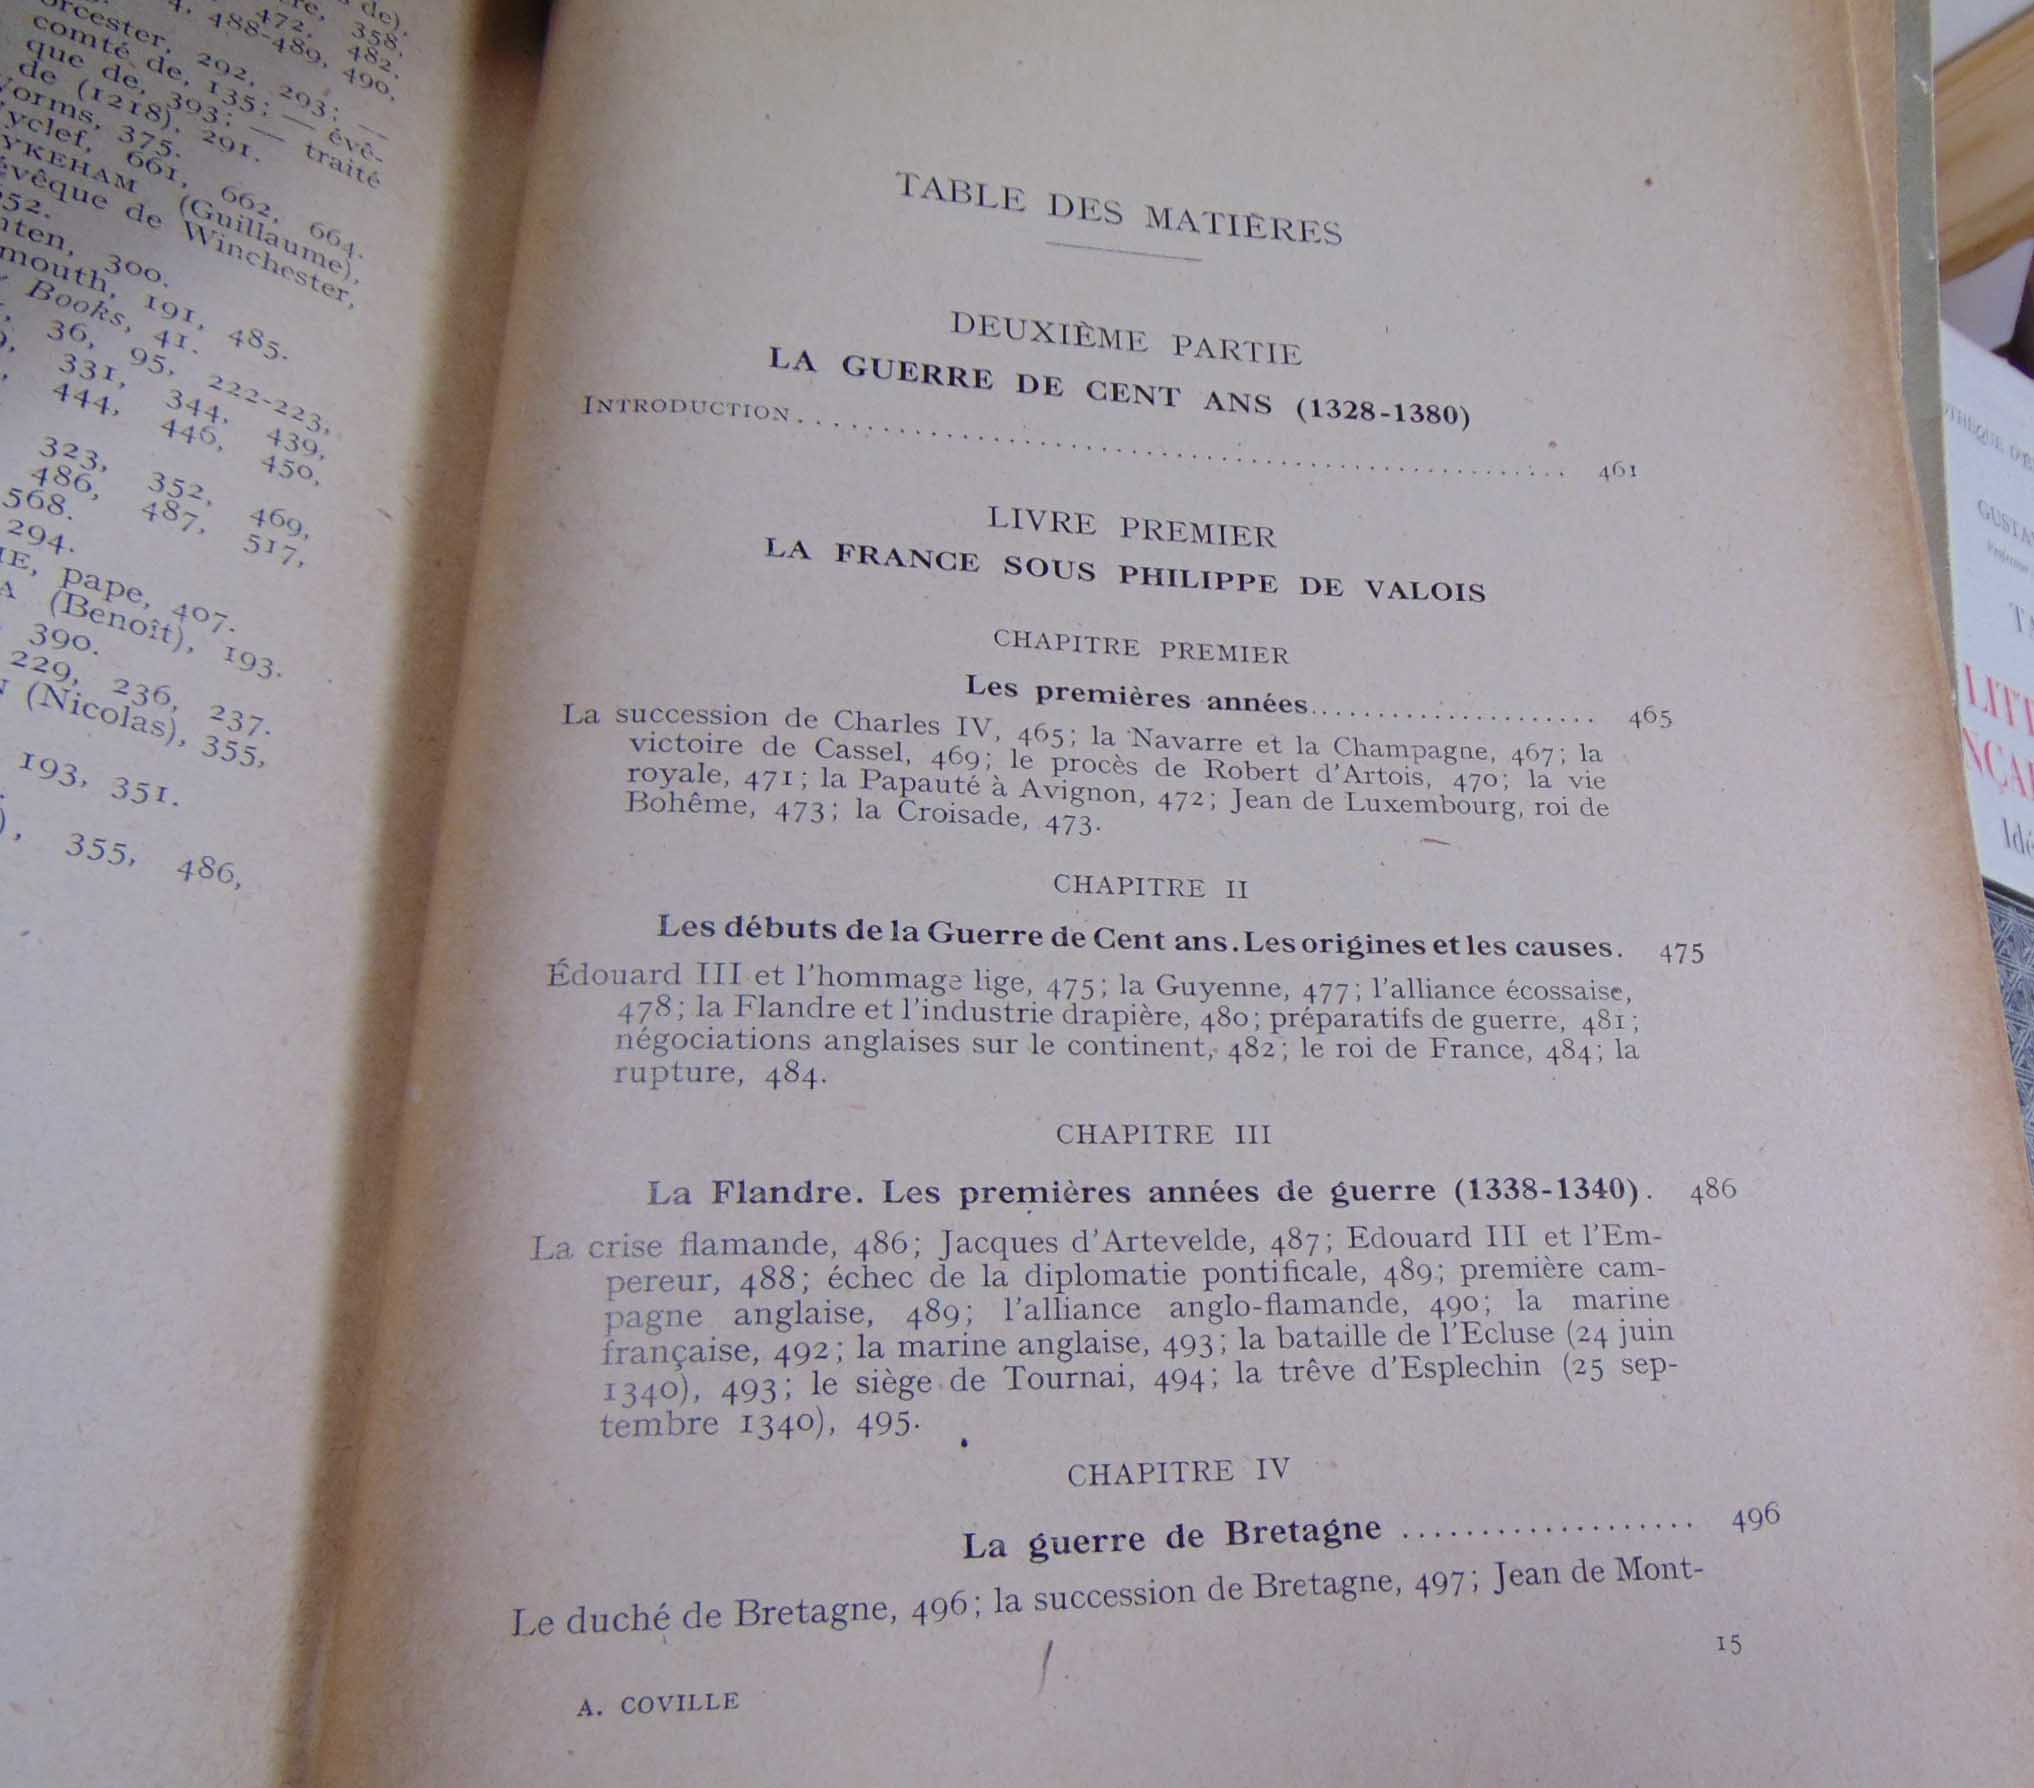 472, 358,
4, 488-489, 482,
490,
292, 293; —
comté de, 135; — évê-
que de, 393; — traité
de (1218), 291.
375.
661, 662, 664.
(Guillaume),
évêque de Winchester,
300.
191, 485.
Books, 41.
36, 95, 222-223,
331, 344, 439,
444, 446, 450,
323, 352, 469,
486, 487, 517,
568.
294.
pape, 407.
(Benoît), 193.
390.
229, 236, 237.
(Nicolas), 355,
193, 351.
355, 486,
TABLE DES MATIÈRES
DEUXIÈME PARTIE
LA GUERRE DE CENT ANS (1328-1380)
INTRODUCTION 461
LIVRE PREMIER
LA FRANCE SOUS PHILIPPE DE VALOIS
CHAPITRE PREMIER
Les premières années 465
La succession de Charles IV, 465; la Navarre et la Champagne, 467; la
victoire de Cassel, 469; le procès de Robert d'Artois, 470; la vie
royale, 471; la Papauté à Avignon, 472; Jean de Luxembourg, roi de
Bohême, 473; la Croisade, 473.
CHAPITRE II
Les débuts de la Guerre de Cent ans. Les origines et les causes. 475
Édouard III et l'hommage lige, 475; la Guyenne, 477; l'alliance écossaise,
478; la Flandre et l'industrie drapière, 480; préparatifs de guerre, 481;
négociations anglaises sur le continent, 482; le roi de France, 484; la
rupture, 484.
CHAPITRE III
La Flandre. Les premières années de guerre (1338-1340). 486
La crise flamande, 486; Jacques d'Artevelde, 487; Edouard III et l'Em-
pereur, 488; échec de la diplomatie pontificale, 489; première cam-
pagne anglaise, 489; l'alliance anglo-flamande, 490; la marine
française, 492; la marine anglaise, 493; la bataille de l'Ecluse (24 juin
1340), 493; le siège de Tournai, 494; la trêve d'Esplechin (25 sep-
tembre 1340), 495.
CHAPITRE IV
La guerre de Bretagne 496
Le duché de Bretagne, 496; la succession de Bretagne, 497; Jean de Mont-
15
A. COVILLE